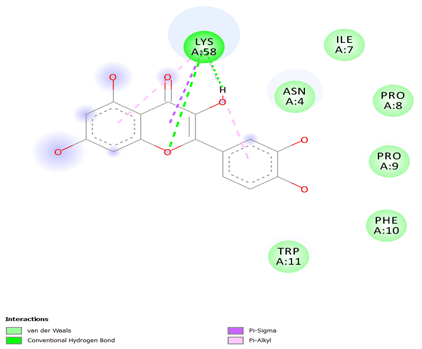 LYS
A:58
ILE
A:7
ASN
A:4
PRO
A:8
PRO
A:9
PHE
A:10
TRP
A:11
O
O
O
H
O
O
O
O
Interactions
van der Waals
Conventional Hydrogen Bond
Pi-Sigma
Pi-Alkyl